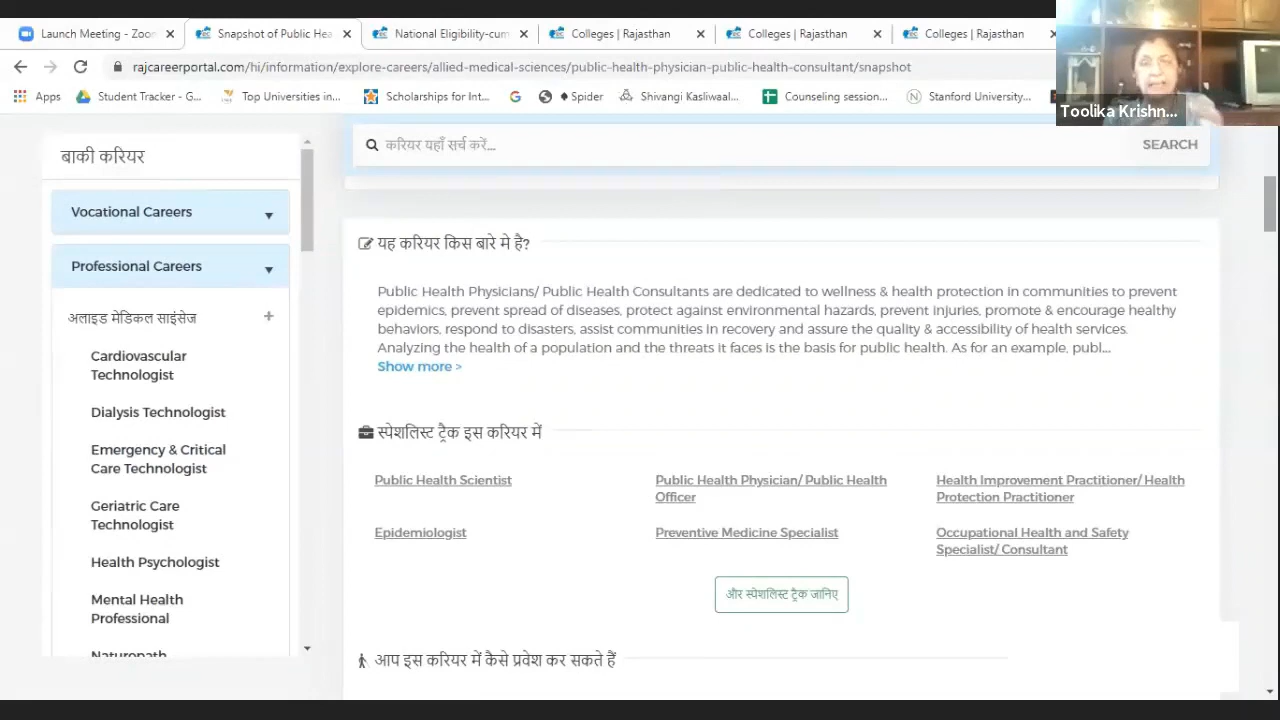 Launch Meeting - Zoo
Snapshot of Public Hea
National Eligibility-cum
Colleges | Rajasthan
Colleges | Rajasthan
Colleges | Rajasthan
rajcareerportal.com/hi/information/explore-careers/allied-medical-sciences/public-health-physician-public-health-consultant/snapshot
Apps
Student Tracker - G...
Top Universities in...
Scholarships for Int...
Spider
Shivangi Kasliwaal...
Counseling session...
Stanford University...
Toolika Krishn...
बाकी करियर
करियर यहाँ सर्च करें...
SEARCH
Vocational Careers
Professional Careers
अलाइड मेडिकल साइंसेज
Cardiovascular
Technologist
Dialysis Technologist
Emergency & Critical
Care Technologist
Geriatric Care
Technologist
Health Psychologist
Mental Health
Professional
Naturopath
यह करियर किस बारे मे है?
Public Health Physicians/ Public Health Consultants are dedicated to wellness & health protection in communities to prevent
epidemics, prevent spread of diseases, protect against environmental hazards, prevent injuries, promote & encourage healthy
behaviors, respond to disasters, assist communities in recovery and assure the quality & accessibility of health services.
Analyzing the health of a population and the threats it faces is the basis for public health. As for an example, publ...
Show more >
स्पेशलिस्ट ट्रैक इस करियर में
Public Health Scientist
Public Health Physician/ Public Health
Officer
Health Improvement Practitioner/ Health
Protection Practitioner
Epidemiologist
Preventive Medicine Specialist
Occupational Health and Safety
Specialist/ Consultant
और स्पेशलिस्ट ट्रैक जानिए
आप इस करियर में कैसे प्रवेश कर सकते हैं